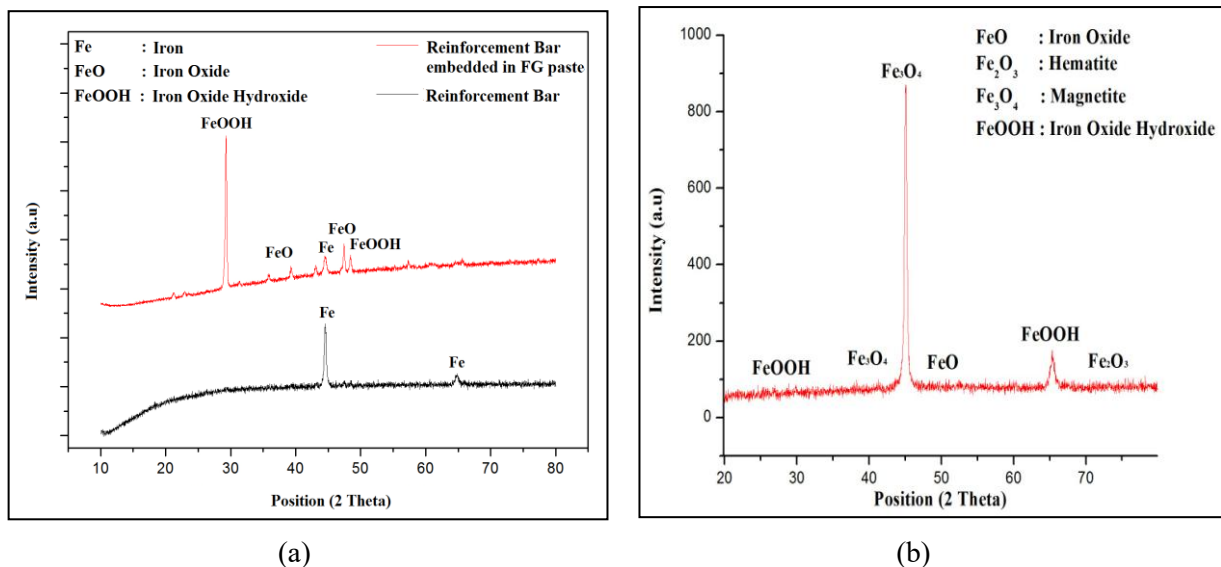 Fe : Iron
FeO : Iron Oxide
FeOOH : Iron Oxide Hydroxide
Reinforcement Bar
embedded in FG paste
Reinforcement Bar
FeOOH
FeO
Fe
FeO
FeOOH
Fe
Fe
Intensity (a.u)
10 20 30 40 50 60 70 80
Position (2 Theta)
(a)
FeO : Iron Oxide
Fe₂O₃ : Hematite
Fe₃O₄ : Magnetite
FeOOH : Iron Oxide Hydroxide
1000
800
600
400
200
0
Intensity (a.u)
Fe₃O₄
FeOOH
Fe₃O₄
FeO
FeOOH
Fe₂O₃
20 30 40 50 60 70
Position (2 Theta)
(b)